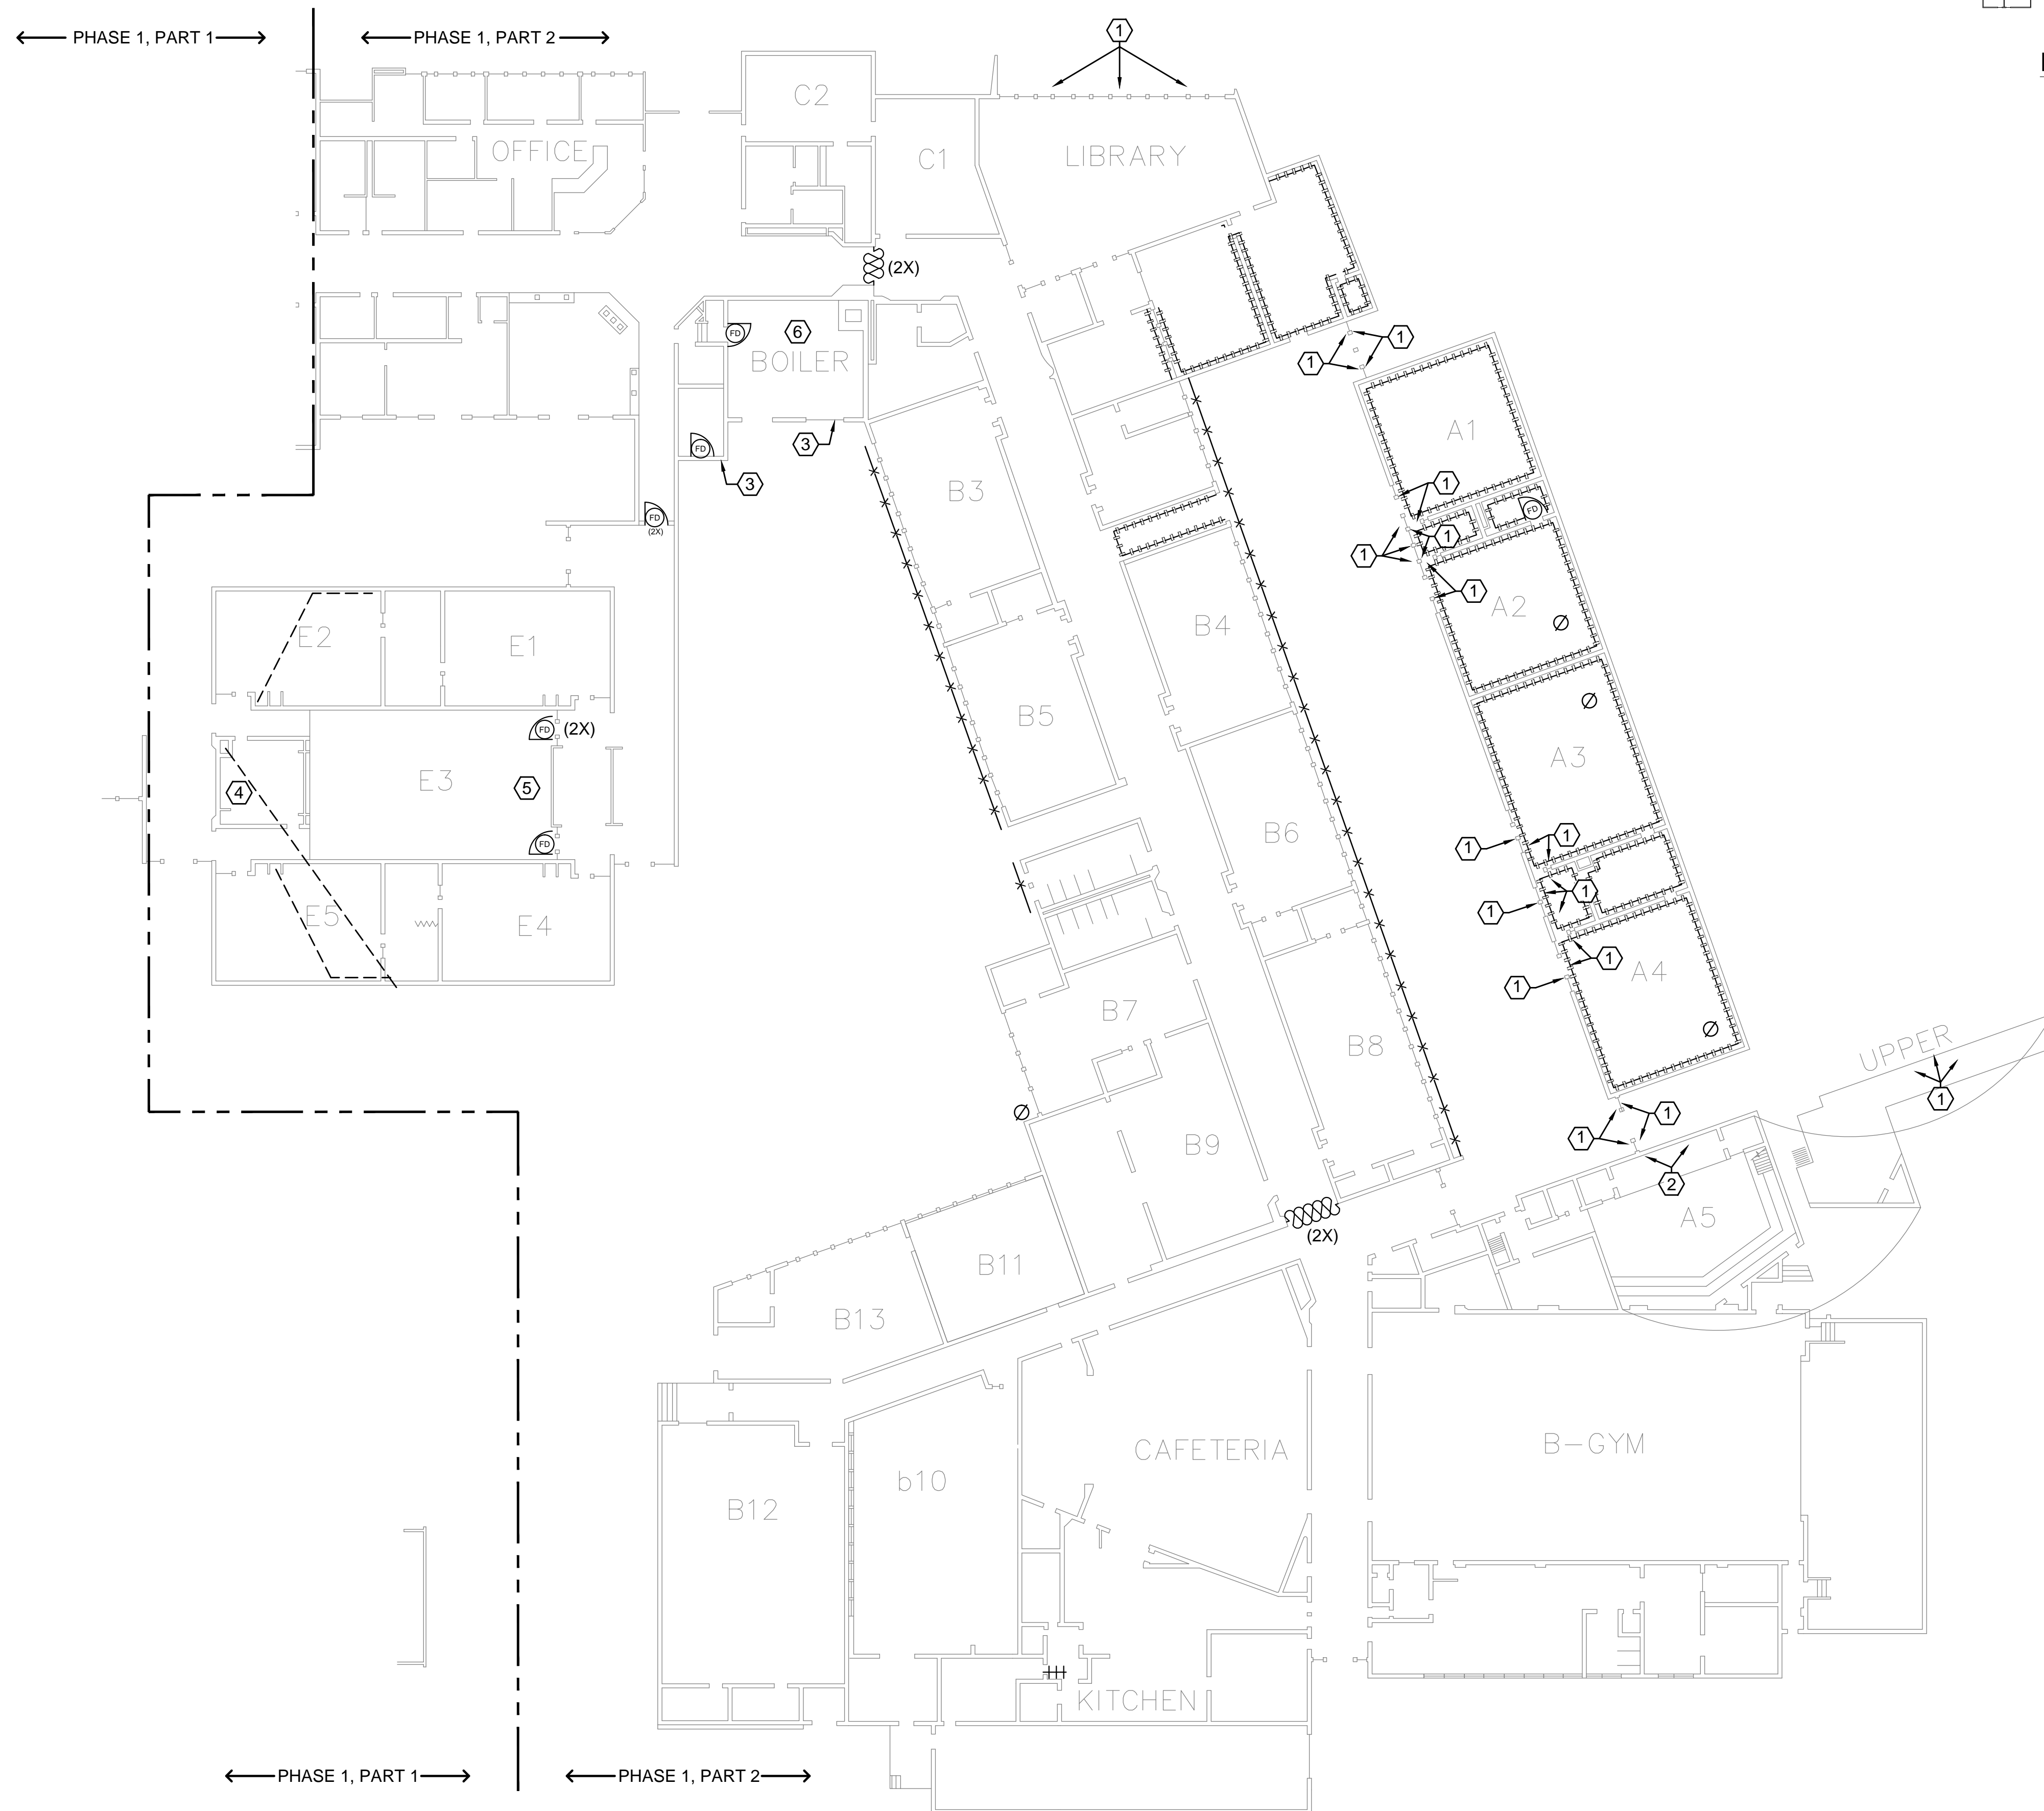 PHASE 1, PART 1
PHASE 1, PART 2
1
C2
OFFICE
C1
LIBRARY
(2X)
FD
6
BOILER
1
1
3
FD
3
A1
B3
1
FD
(2X)
FD
1
1
1
E2
E1
B4
A2
B5
A3
FD
(2X)
E3
4
5
FD
B6
1
1
1
1
E5
E4
A4
1
1
B7
B8
UPPER
1
1
1
B9
2
A5
(2X)
B11
B13
CAFETERIA
B-GYM
b10
B12
KITCHEN
PHASE 1, PART 1
PHASE 1, PART 2